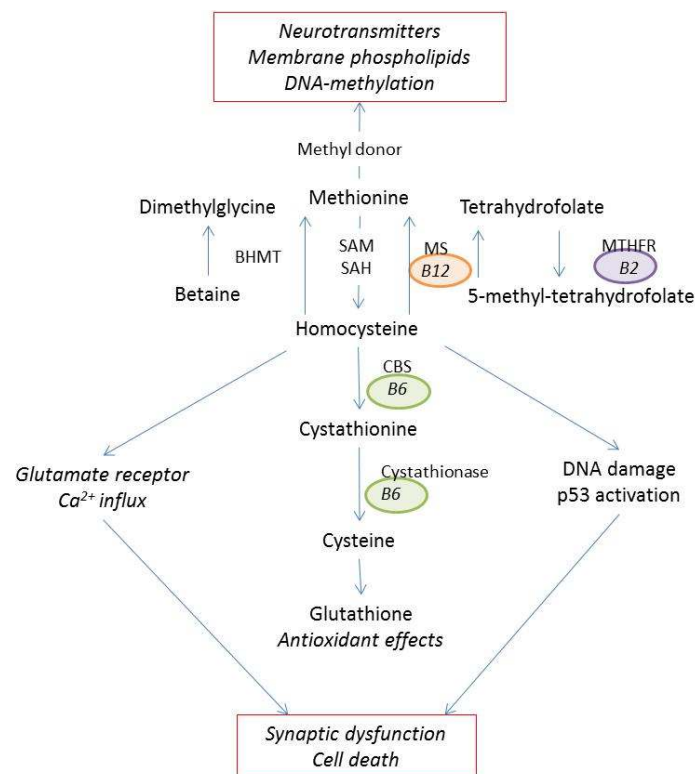 Neurotransmitters
Membrane phospholipids
DNA-methylation
Methyl donor
Methionine
Dimethylglycine
Tetrahydrofolate
BHMT
SAM
SAH
MS
B12
MTHFR
B2
Betaine
5-methyl-tetrahydrofolate
Homocysteine
CBS
B6
Cystathionine
Glutamate receptor
Ca²⁺ influx
Cystathionase
B6
DNA damage
p53 activation
Cysteine
Glutathione
Antioxidant effects
Synaptic dysfunction
Cell death